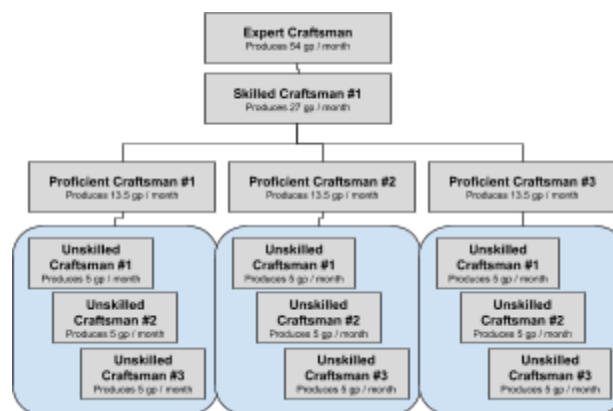 Expert Craftsman
Produces 54 gp / month
Skilled Craftsman #1
Produces 27 gp / month
Proficient Craftsman #1
Produces 13.5 gp / month
Proficient Craftsman #2
Produces 13.5 gp / month
Proficient Craftsman #3
Produces 13.5 gp / month
Unskilled
Craftsman #1
Produces 5 gp / month
Unskilled
Craftsman #2
Produces 5 gp / month
Unskilled
Craftsman #3
Produces 5 gp / month
Unskilled
Craftsman #1
Produces 5 gp / month
Unskilled
Craftsman #2
Produces 5 gp / month
Unskilled
Craftsman #3
Produces 5 gp / month
Unskilled
Craftsman #1
Produces 5 gp / month
Unskilled
Craftsman #2
Produces 5 gp / month
Unskilled
Craftsman #3
Produces 5 gp / month